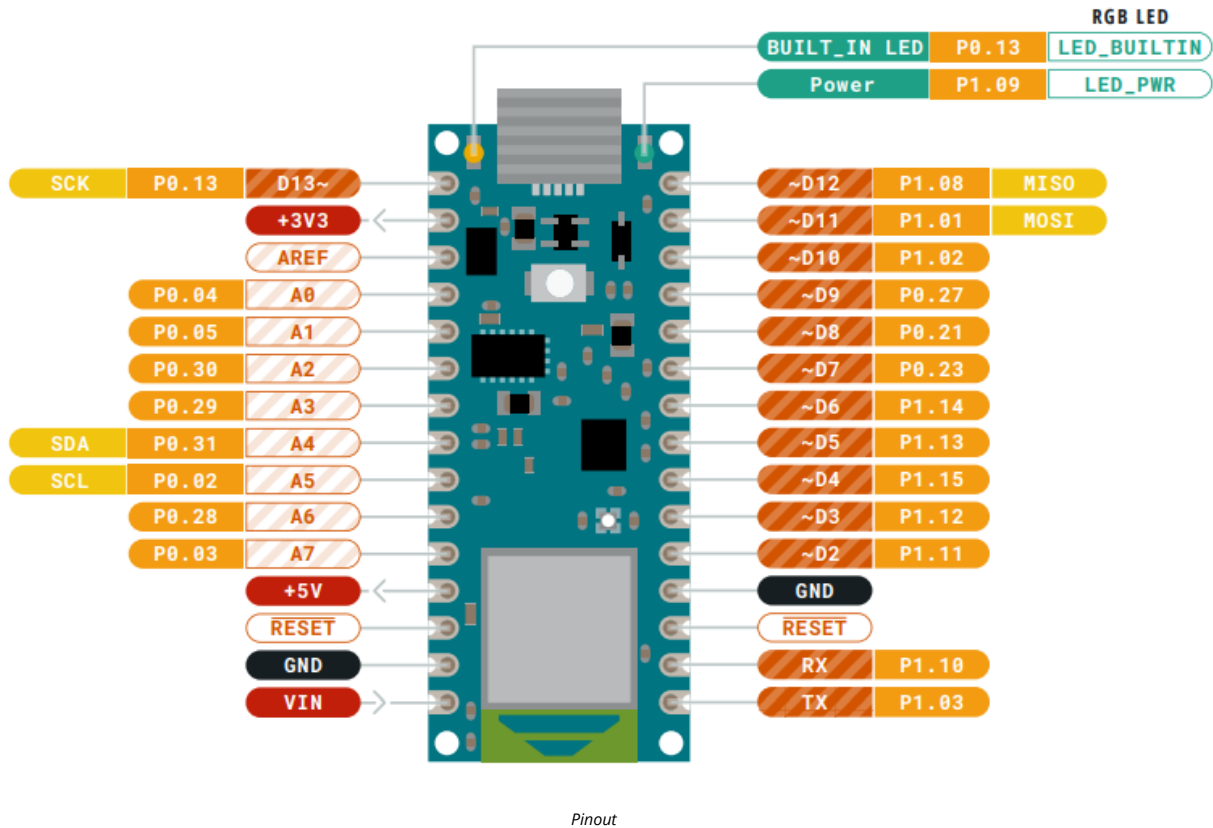 RGB LED
BUILT_IN LED P0.13 LED_BUILTIN
Power P1.09 LED_PWR
SCK P0.13 D13~ ~D12 P1.08 MISO
+3V3 ~D11 P1.01 MOSI
AREF ~D10 P1.02
P0.04 A0 ~D9 P0.27
P0.05 A1 ~D8 P0.21
P0.30 A2 ~D7 P0.23
P0.29 A3 ~D6 P1.14
SDA P0.31 A4 ~D5 P1.13
SCL P0.02 A5 ~D4 P1.15
P0.28 A6 ~D3 P1.12
P0.03 A7 ~D2 P1.11
+5V GND
RESET RESET
GND RX P1.10
VIN TX P1.03
Pinout